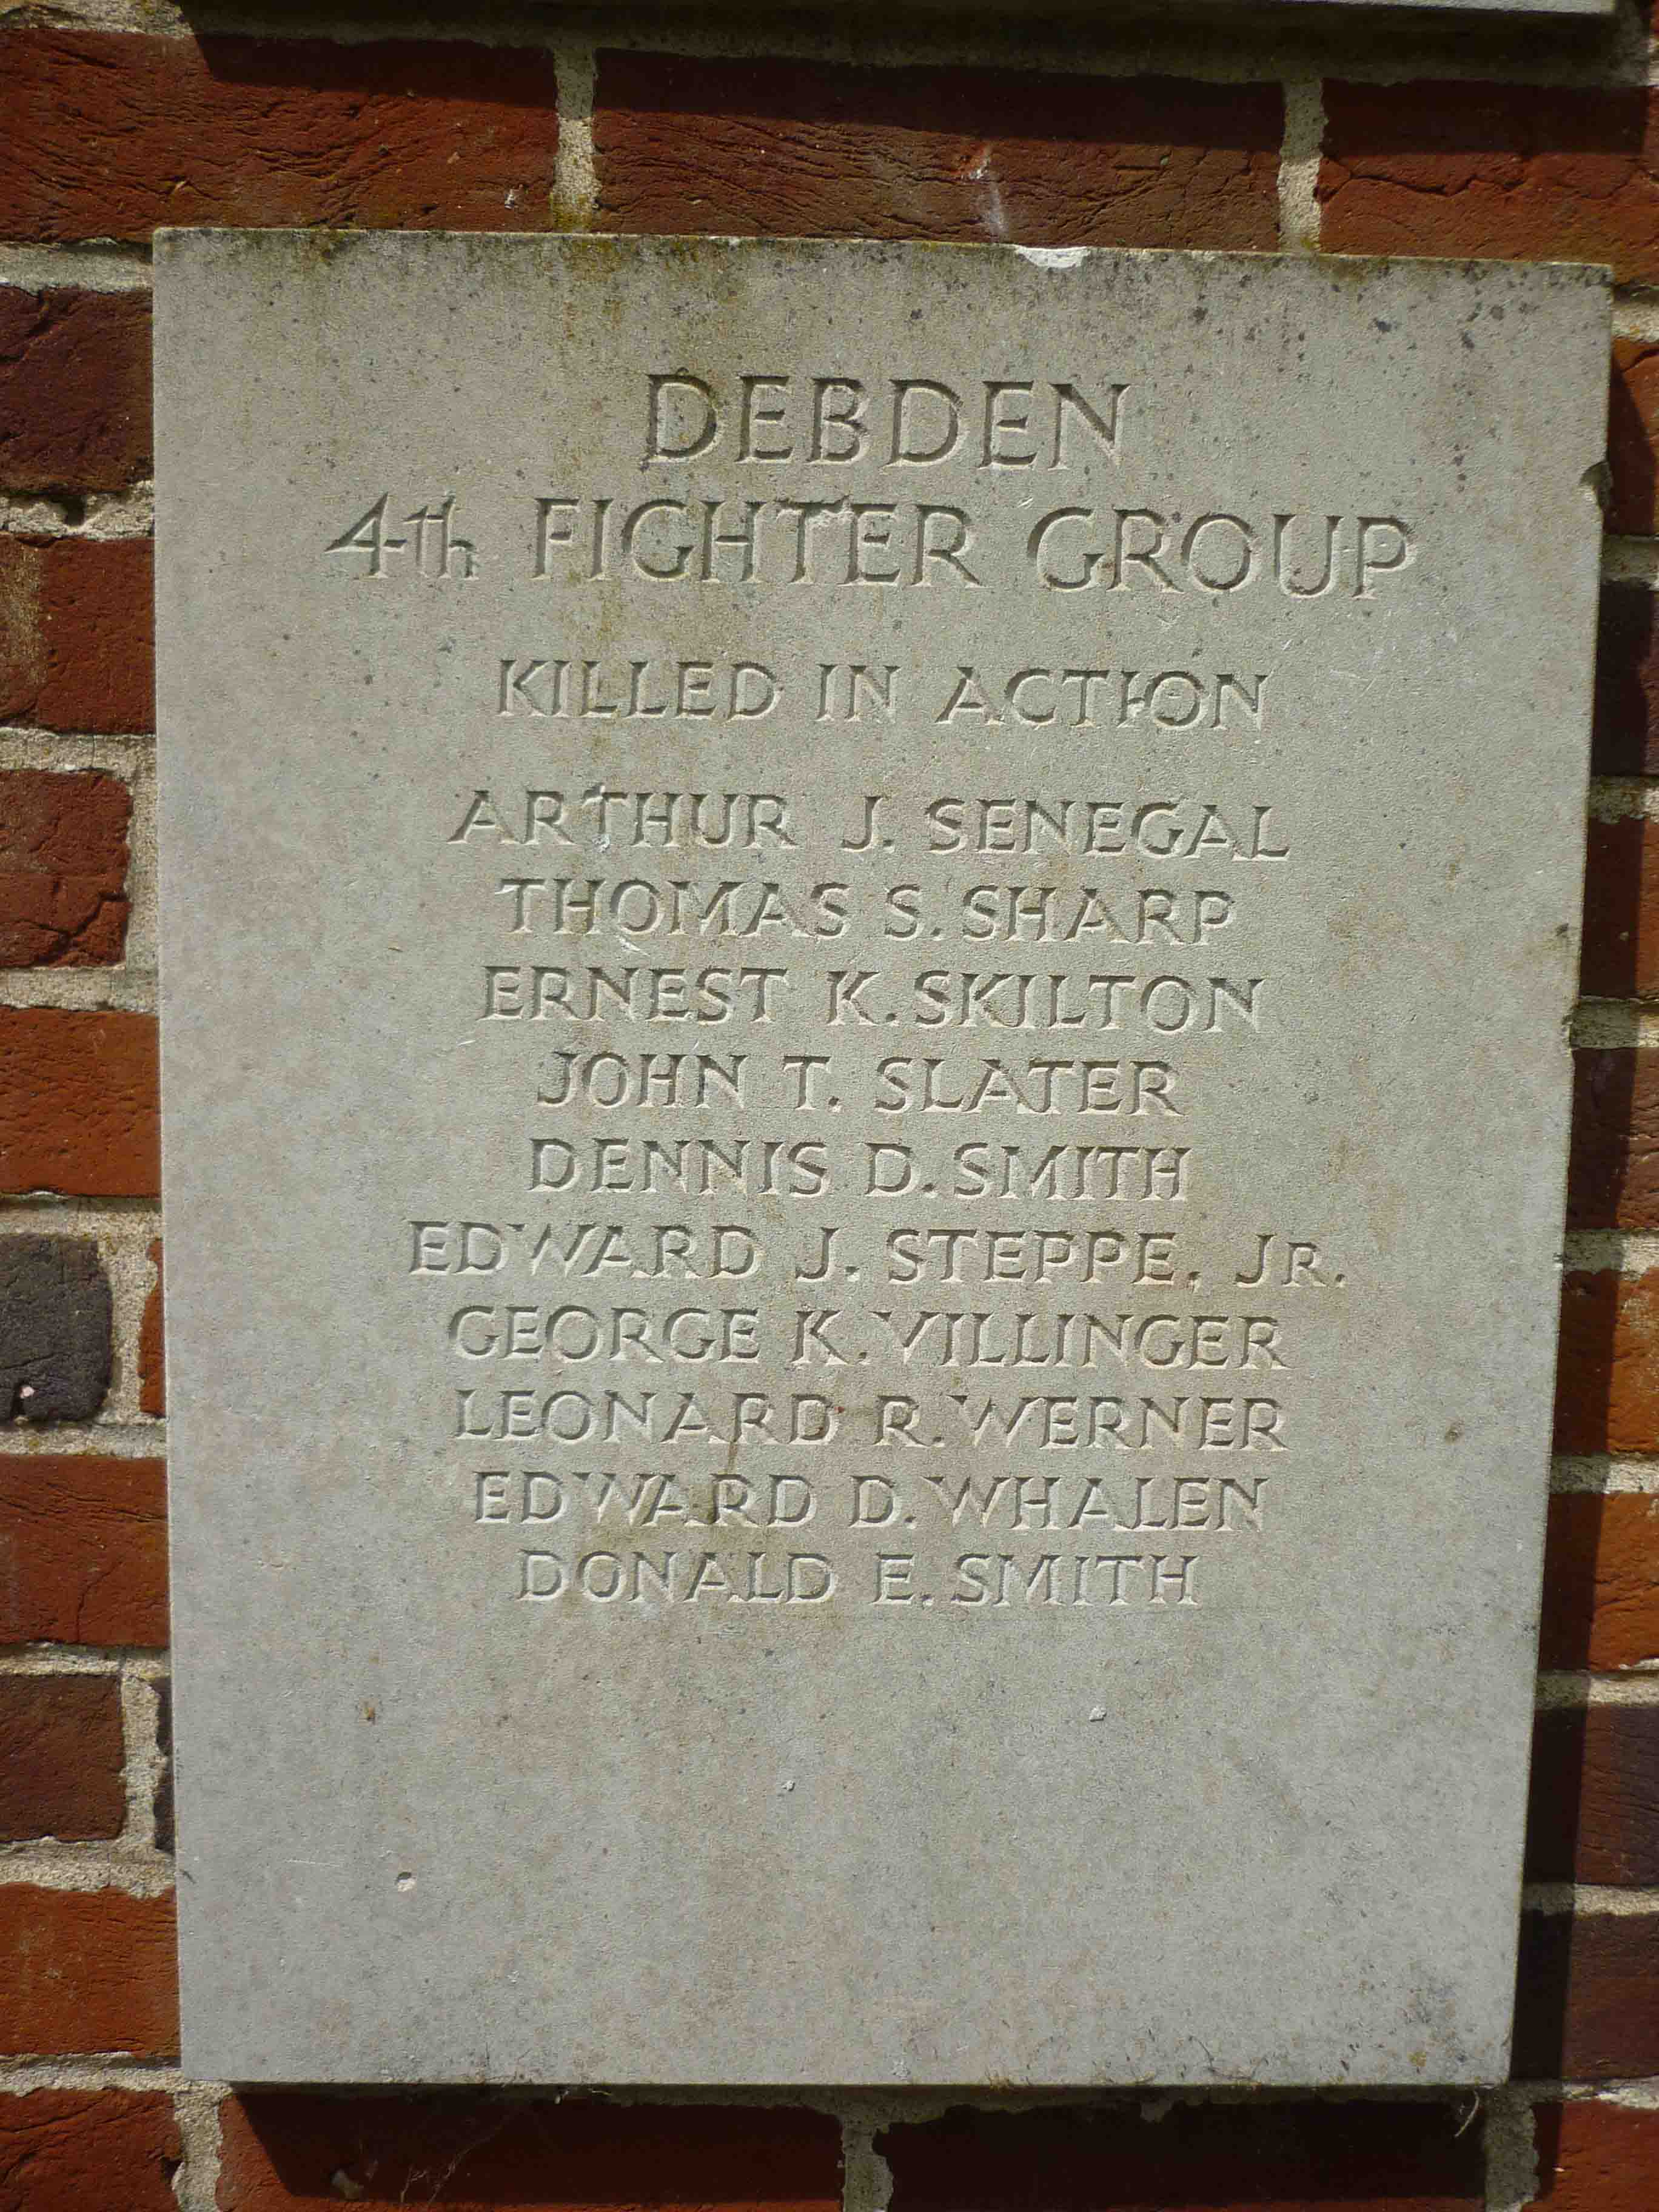 DEBDEN
4th FIGHTER GROUP
KILLED IN ACTION
ARTHUR J. SENEGAL
THOMAS S. SHARP
ERNEST K. SKILTON
JOHN T. SLATER
DENNIS D. SMITH
EDWARD J. STEPPE, JR.
GEORGE K. VILLINGER
LEONARD R. WERNER
EDWARD D. WHALEN
DONALD E. SMITH